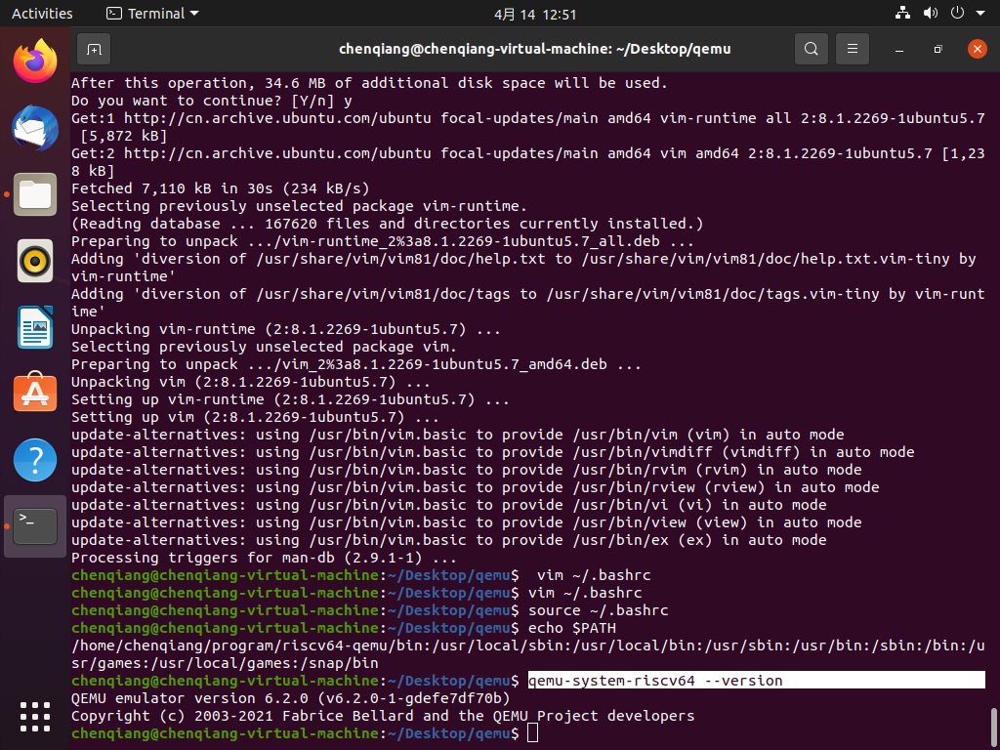 Activities
Terminal
4月 14 12:51
chenqiang@chenqiang-virtual-machine: ~/Desktop/qemu
After this operation, 34.6 MB of additional disk space will be used.
Do you want to continue? [Y/n] y
Get:1 http://cn.archive.ubuntu.com/ubuntu focal-updates/main amd64 vim-runtime all 2:8.1.2269-1ubuntu5.7
[5,872 kB]
Get:2 http://cn.archive.ubuntu.com/ubuntu focal-updates/main amd64 vim amd64 2:8.1.2269-1ubuntu5.7 [1,23
8 kB]
Fetched 7,110 kB in 30s (234 kB/s)
Selecting previously unselected package vim-runtime.
(Reading database ... 167620 files and directories currently installed.)
Preparing to unpack .../vim-runtime_2%3a8.1.2269-1ubuntu5.7_all.deb ...
Adding 'diversion of /usr/share/vim/vim81/doc/help.txt to /usr/share/vim/vim81/doc/help.txt.vim-tiny by
vim-runtime'
Adding 'diversion of /usr/share/vim/vim81/doc/tags to /usr/share/vim/vim81/doc/tags.vim-tiny by vim-runt
ime'
Unpacking vim-runtime (2:8.1.2269-1ubuntu5.7) ...
Selecting previously unselected package vim.
Preparing to unpack .../vim_2%3a8.1.2269-1ubuntu5.7_amd64.deb ...
Unpacking vim (2:8.1.2269-1ubuntu5.7) ...
Setting up vim-runtime (2:8.1.2269-1ubuntu5.7) ...
Setting up vim (2:8.1.2269-1ubuntu5.7) ...
update-alternatives: using /usr/bin/vim.basic to provide /usr/bin/vim (vim) in auto mode
update-alternatives: using /usr/bin/vim.basic to provide /usr/bin/vimdiff (vimdiff) in auto mode
update-alternatives: using /usr/bin/vim.basic to provide /usr/bin/rvim (rvim) in auto mode
update-alternatives: using /usr/bin/vim.basic to provide /usr/bin/rview (rview) in auto mode
update-alternatives: using /usr/bin/vim.basic to provide /usr/bin/vi (vi) in auto mode
update-alternatives: using /usr/bin/vim.basic to provide /usr/bin/view (view) in auto mode
update-alternatives: using /usr/bin/vim.basic to provide /usr/bin/ex (ex) in auto mode
Processing triggers for man-db (2.9.1-1) ...
chenqiang@chenqiang-virtual-machine:~/Desktop/qemu$  vim ~/.bashrc
chenqiang@chenqiang-virtual-machine:~/Desktop/qemu$ vim ~/.bashrc
chenqiang@chenqiang-virtual-machine:~/Desktop/qemu$ source ~/.bashrc
chenqiang@chenqiang-virtual-machine:~/Desktop/qemu$ echo $PATH
/home/chenqiang/program/riscv64-qemu/bin:/usr/local/sbin:/usr/local/bin:/usr/sbin:/usr/bin:/sbin:/bin:/u
sr/games:/usr/local/games:/snap/bin
chenqiang@chenqiang-virtual-machine:~/Desktop/qemu$ qemu-system-riscv64 --version
QEMU emulator version 6.2.0 (v6.2.0-1-gdefe7df70b)
Copyright (c) 2003-2021 Fabrice Bellard and the QEMU Project developers
chenqiang@chenqiang-virtual-machine:~/Desktop/qemu$